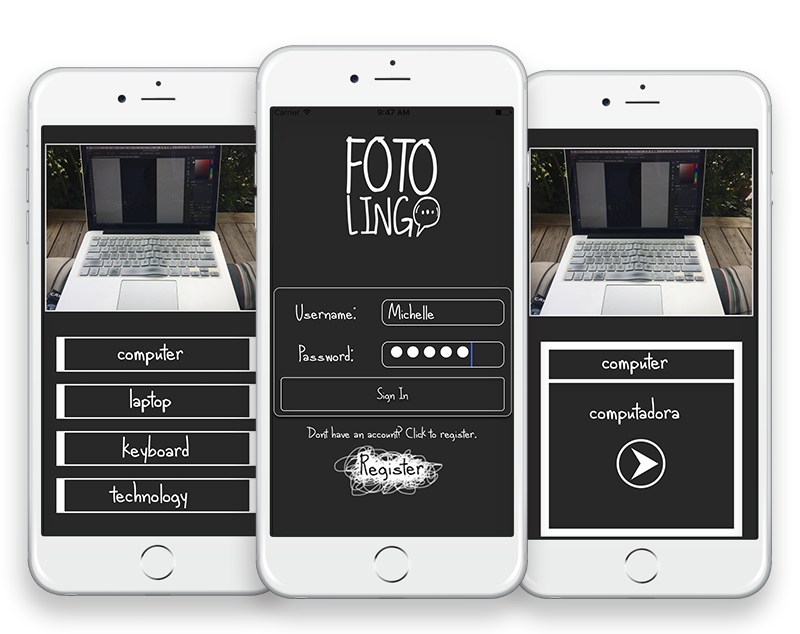 computer
laptop
keyboard
technology
Carrier 9:47 AM
FOTO
LINGO
Username: Michelle
Password:
Sign In
Dont have an account? Click to register.
Register
computer
computadora